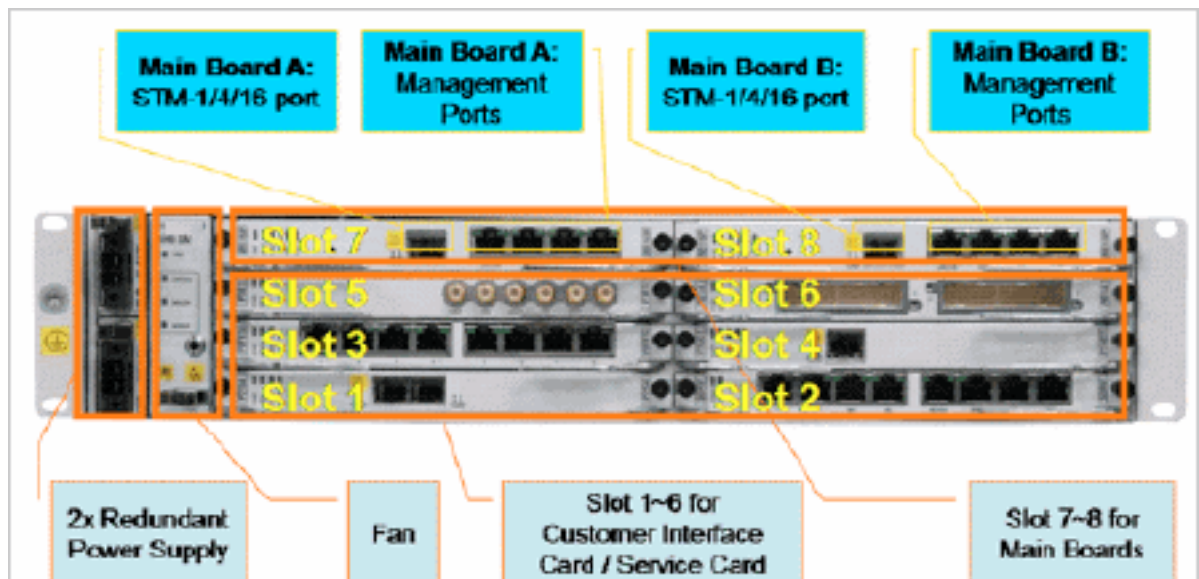 Main Board A:
STM-1/4/16 port
Main Board A:
Management
Ports
Main Board B:
STM-1/4/16 port
Main Board B:
Management
Ports
Slot 7
Slot 8
Slot 5
Slot 6
Slot 3
Slot 4
Slot 1
Slot 2
2x Redundant
Power Supply
Fan
Slot 1~6 for
Customer Interface
Card / Service Card
Slot 7~8 for
Main Boards